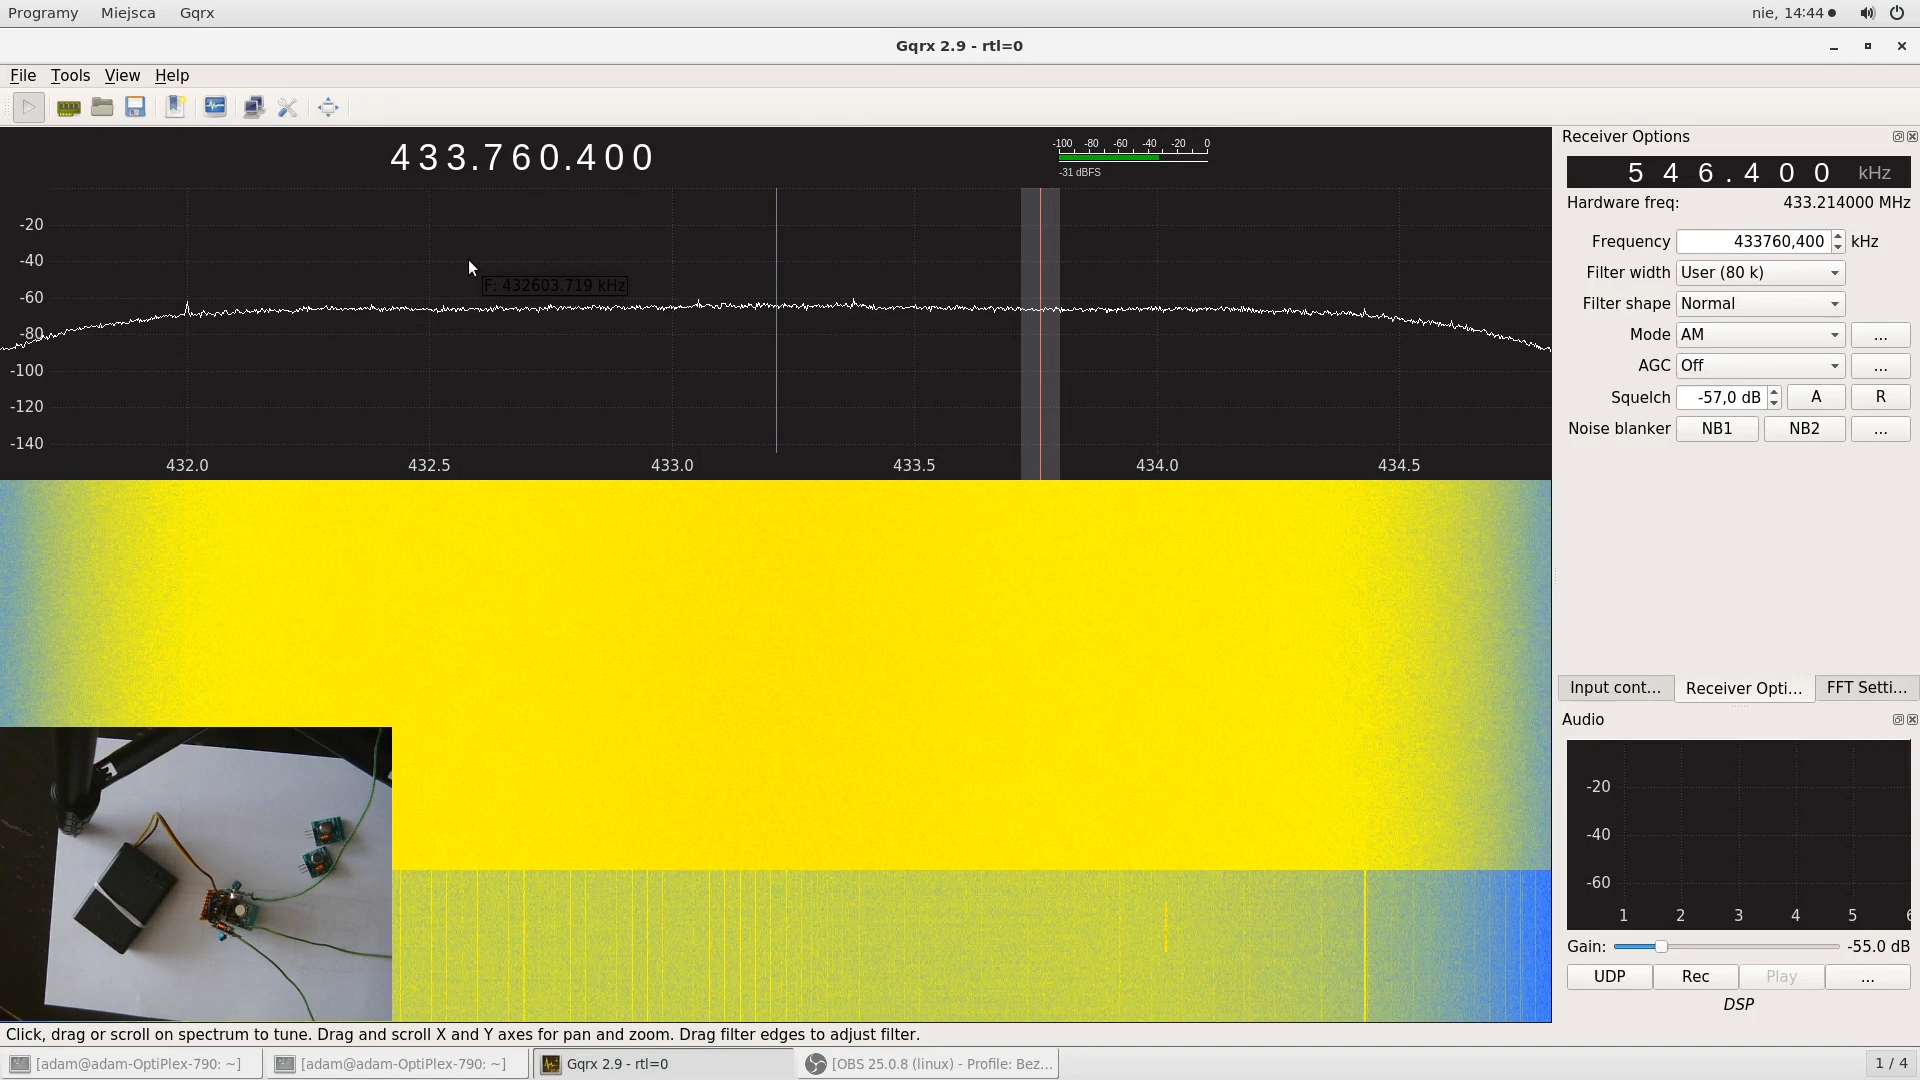 Programy Miejsca Gqrx nie, 14:44
Gqrx 2.9 - rtl=0
File Tools View Help
433.760.400
-100 -80 -60 -40 -20 0
-31 dBFS
-20
-40
-60
-80
-100
-120
-140
F: 432603.719 kHz
432.0 432.5 433.0 433.5 434.0 434.5
Receiver Options
546.400 kHz
Hardware freq: 433.214000 MHz
Frequency 433760,400 kHz
Filter width User (80 k)
Filter shape Normal
Mode AM ...
AGC Off ...
Squelch -57,0 dB A R
Noise blanker NB1 NB2 ...
Input cont... Receiver Opti... FFT Setti...
Audio
-20
-40
-60
1 2 3 4 5 6
Gain: -55.0 dB
UDP Rec Play ...
DSP
Click, drag or scroll on spectrum to tune. Drag and scroll X and Y axes for pan and zoom. Drag filter edges to adjust filter.
[adam@adam-OptiPlex-790: ~] [adam@adam-OptiPlex-790: ~] Gqrx 2.9 - rtl=0 [OBS 25.0.8 (linux) - Profile: Bez... 1 / 4